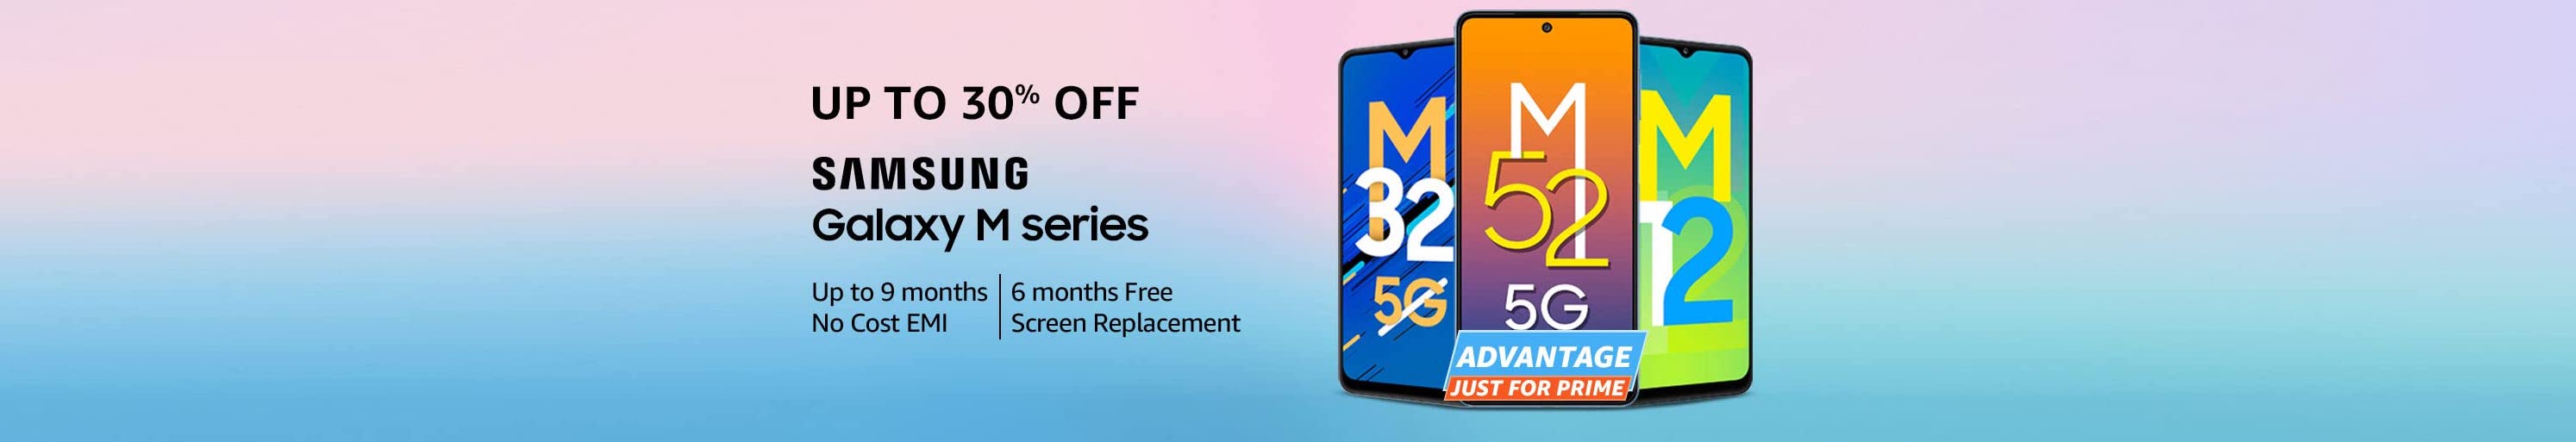 UP TO 30% OFF
SAMSUNG
Galaxy M series
Up to 9 months
No Cost EMI
6 months Free
Screen Replacement
M
32
5G
M
52
5G
M
12
ADVANTAGE
JUST FOR PRIME